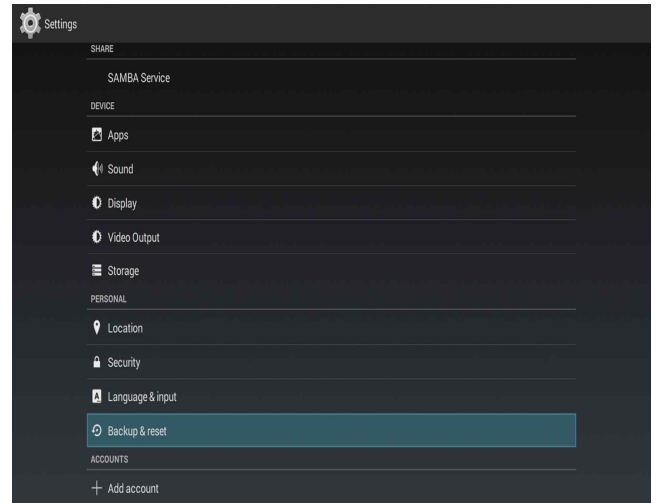 Settings
SHARE
SAMBA Service
DEVICE
Apps
Sound
Display
Video Output
Storage
PERSONAL
Location
Security
Language & input
Backup & reset
ACCOUNTS
Add account